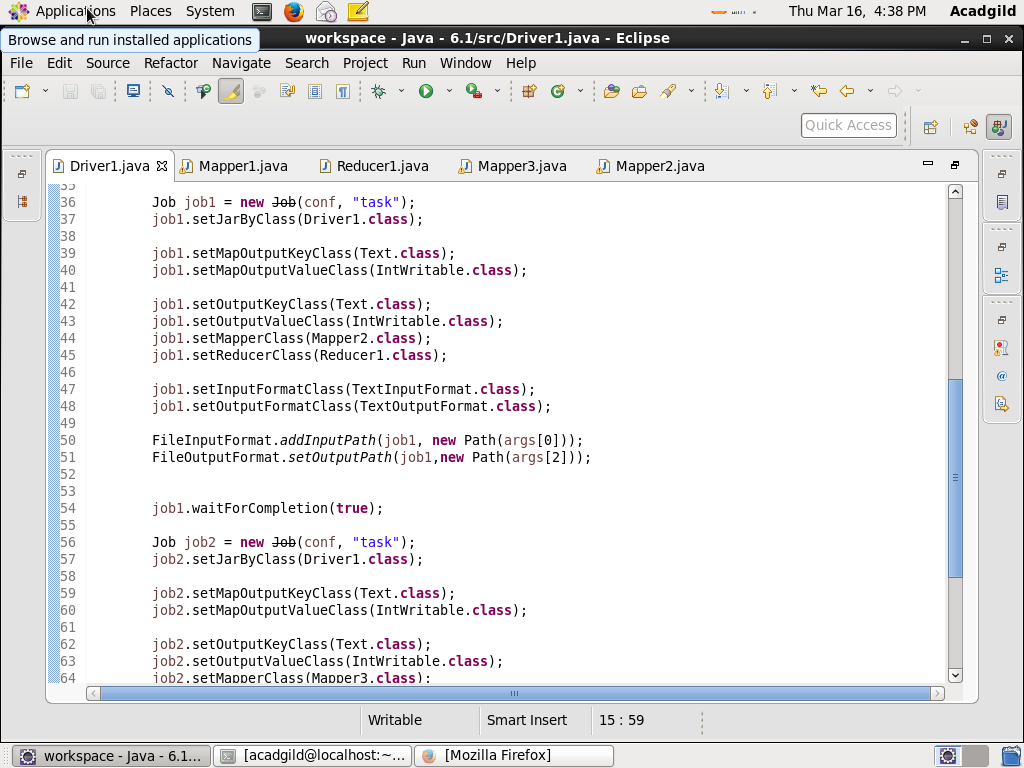 Applications Places System Thu Mar 16, 4:38 PM Acadgild
Browse and run installed applications
workspace - Java - 6.1/src/Driver1.java - Eclipse
File Edit Source Refactor Navigate Search Project Run Window Help
Quick Access
Driver1.java Mapper1.java Reducer1.java Mapper3.java Mapper2.java
35
36 Job job1 = new Job(conf, "task");
37 job1.setJarByClass(Driver1.class);
38
39 job1.setMapOutputKeyClass(Text.class);
40 job1.setMapOutputValueClass(IntWritable.class);
41
42 job1.setOutputKeyClass(Text.class);
43 job1.setOutputValueClass(IntWritable.class);
44 job1.setMapperClass(Mapper2.class);
45 job1.setReducerClass(Reducer1.class);
46
47 job1.setInputFormatClass(TextInputFormat.class);
48 job1.setOutputFormatClass(TextOutputFormat.class);
49
50 FileInputFormat.addInputPath(job1, new Path(args[0]));
51 FileOutputFormat.setOutputPath(job1,new Path(args[2]));
52
53
54 job1.waitForCompletion(true);
55
56 Job job2 = new Job(conf, "task");
57 job2.setJarByClass(Driver1.class);
58
59 job2.setMapOutputKeyClass(Text.class);
60 job2.setMapOutputValueClass(IntWritable.class);
61
62 job2.setOutputKeyClass(Text.class);
63 job2.setOutputValueClass(IntWritable.class);
64 job2.setMapperClass(Mapper3.class);
Writable Smart Insert 15 : 59
workspace - Java - 6.1... [acadgild@localhost:~... [Mozilla Firefox]